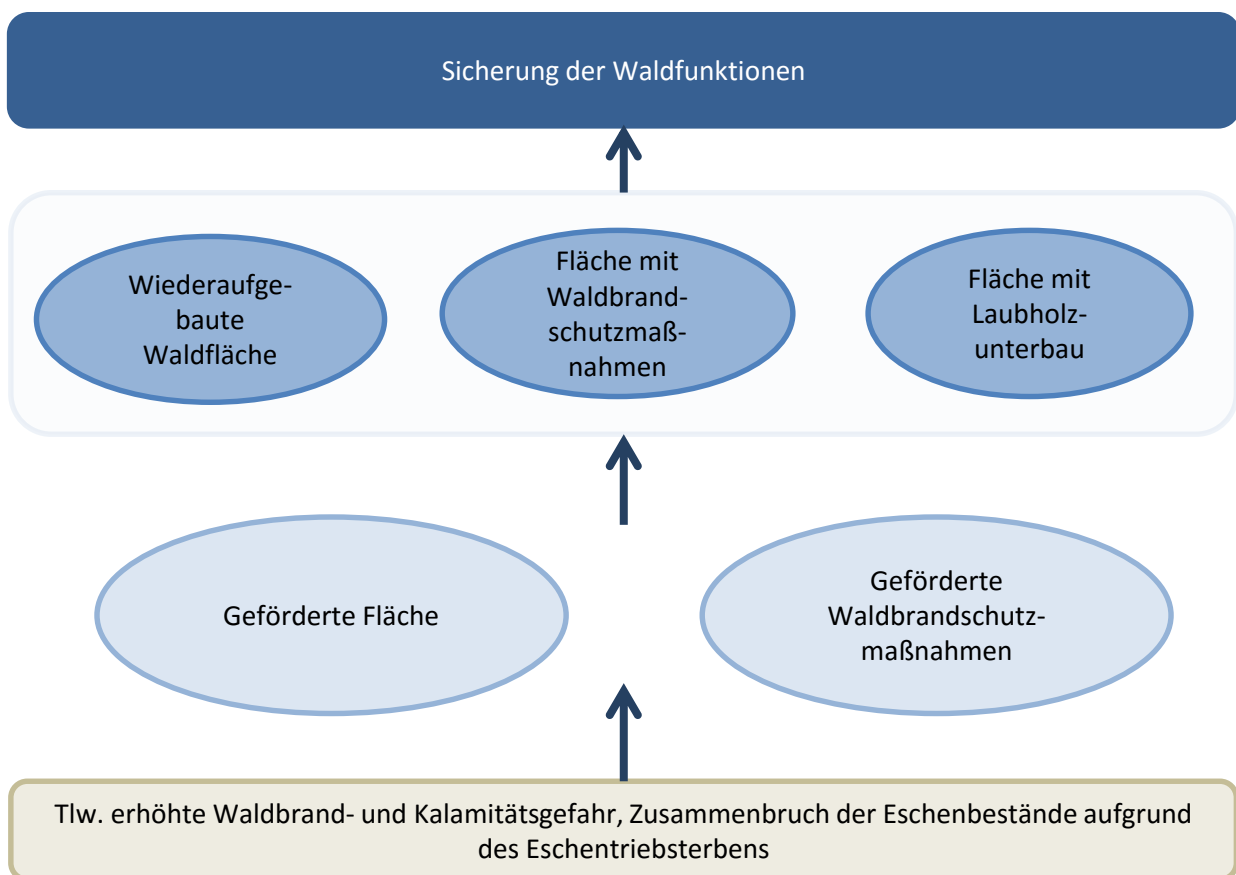 Sicherung der Waldfunktionen
Wiederaufge-
baute
Waldfläche
Fläche mit
Waldbrand-
schutzmaß-
nahmen
Fläche mit
Laubholz-
unterbau
Geförderte Fläche
Geförderte
Waldbrandschutz-
maßnahmen
Tlw. erhöhte Waldbrand- und Kalamitätsgefahr, Zusammenbruch der Eschenbestände aufgrund
des Eschentriebsterbens